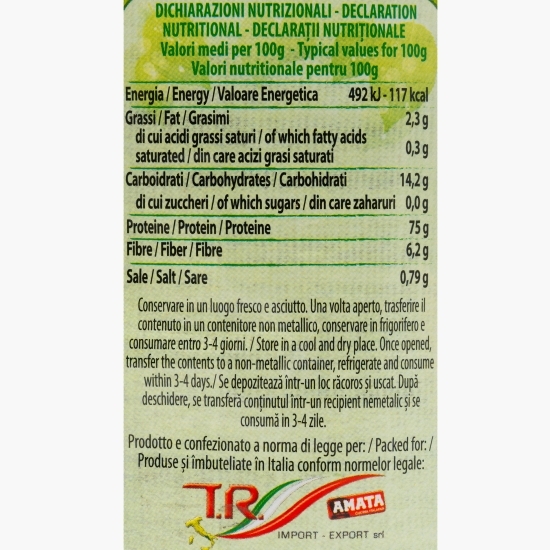 DICHIARAZIONI NUTRIZIONALI - DECLARATION
NUTRITIONAL - DECLARAȚII NUTRIȚIONALE
Valori medi per 100g - Typical values for 100g
Valori nutritionale pentru 100g
Energia / Energy / Valoare Energetica 492 kJ - 117 kcal
Grassi / Fat / Grasimi 2,3 g
di cui acidi grassi saturi / of which fatty acids
saturated / din care acizi grasi saturati 0,3 g
Carboidrati / Carbohydrates / Carbohidrati 14,2 g
di cui zuccheri / of which sugars / din care zaharuri 0,0 g
Proteine / Protein / Proteine 75 g
Fibre / Fiber / Fibre 6,2 g
Sale / Salt / Sare 0,79 g
Conservare in un luogo fresco e asciutto. Una volta aperto, trasferire il
contenuto in un contenitore non metallico, conservare in frigorifero e
consumare entro 3-4 giorni. / Store in a cool and dry place. Once opened,
transfer the contents to a non-metallic container, refrigerate and consume
within 3-4 days./ Se depozitează într-un loc răcoros și uscat. După
deschidere, se transferă conținutul într-un recipient nemetalic și se
consumă in 3-4 zile.
Prodotto e confezionato a norma di legge per: / Packed for: /
Produse și îmbuteliate în Italia conform normelor legale:
T.R. AMATA
IMPORT - EXPORT srl